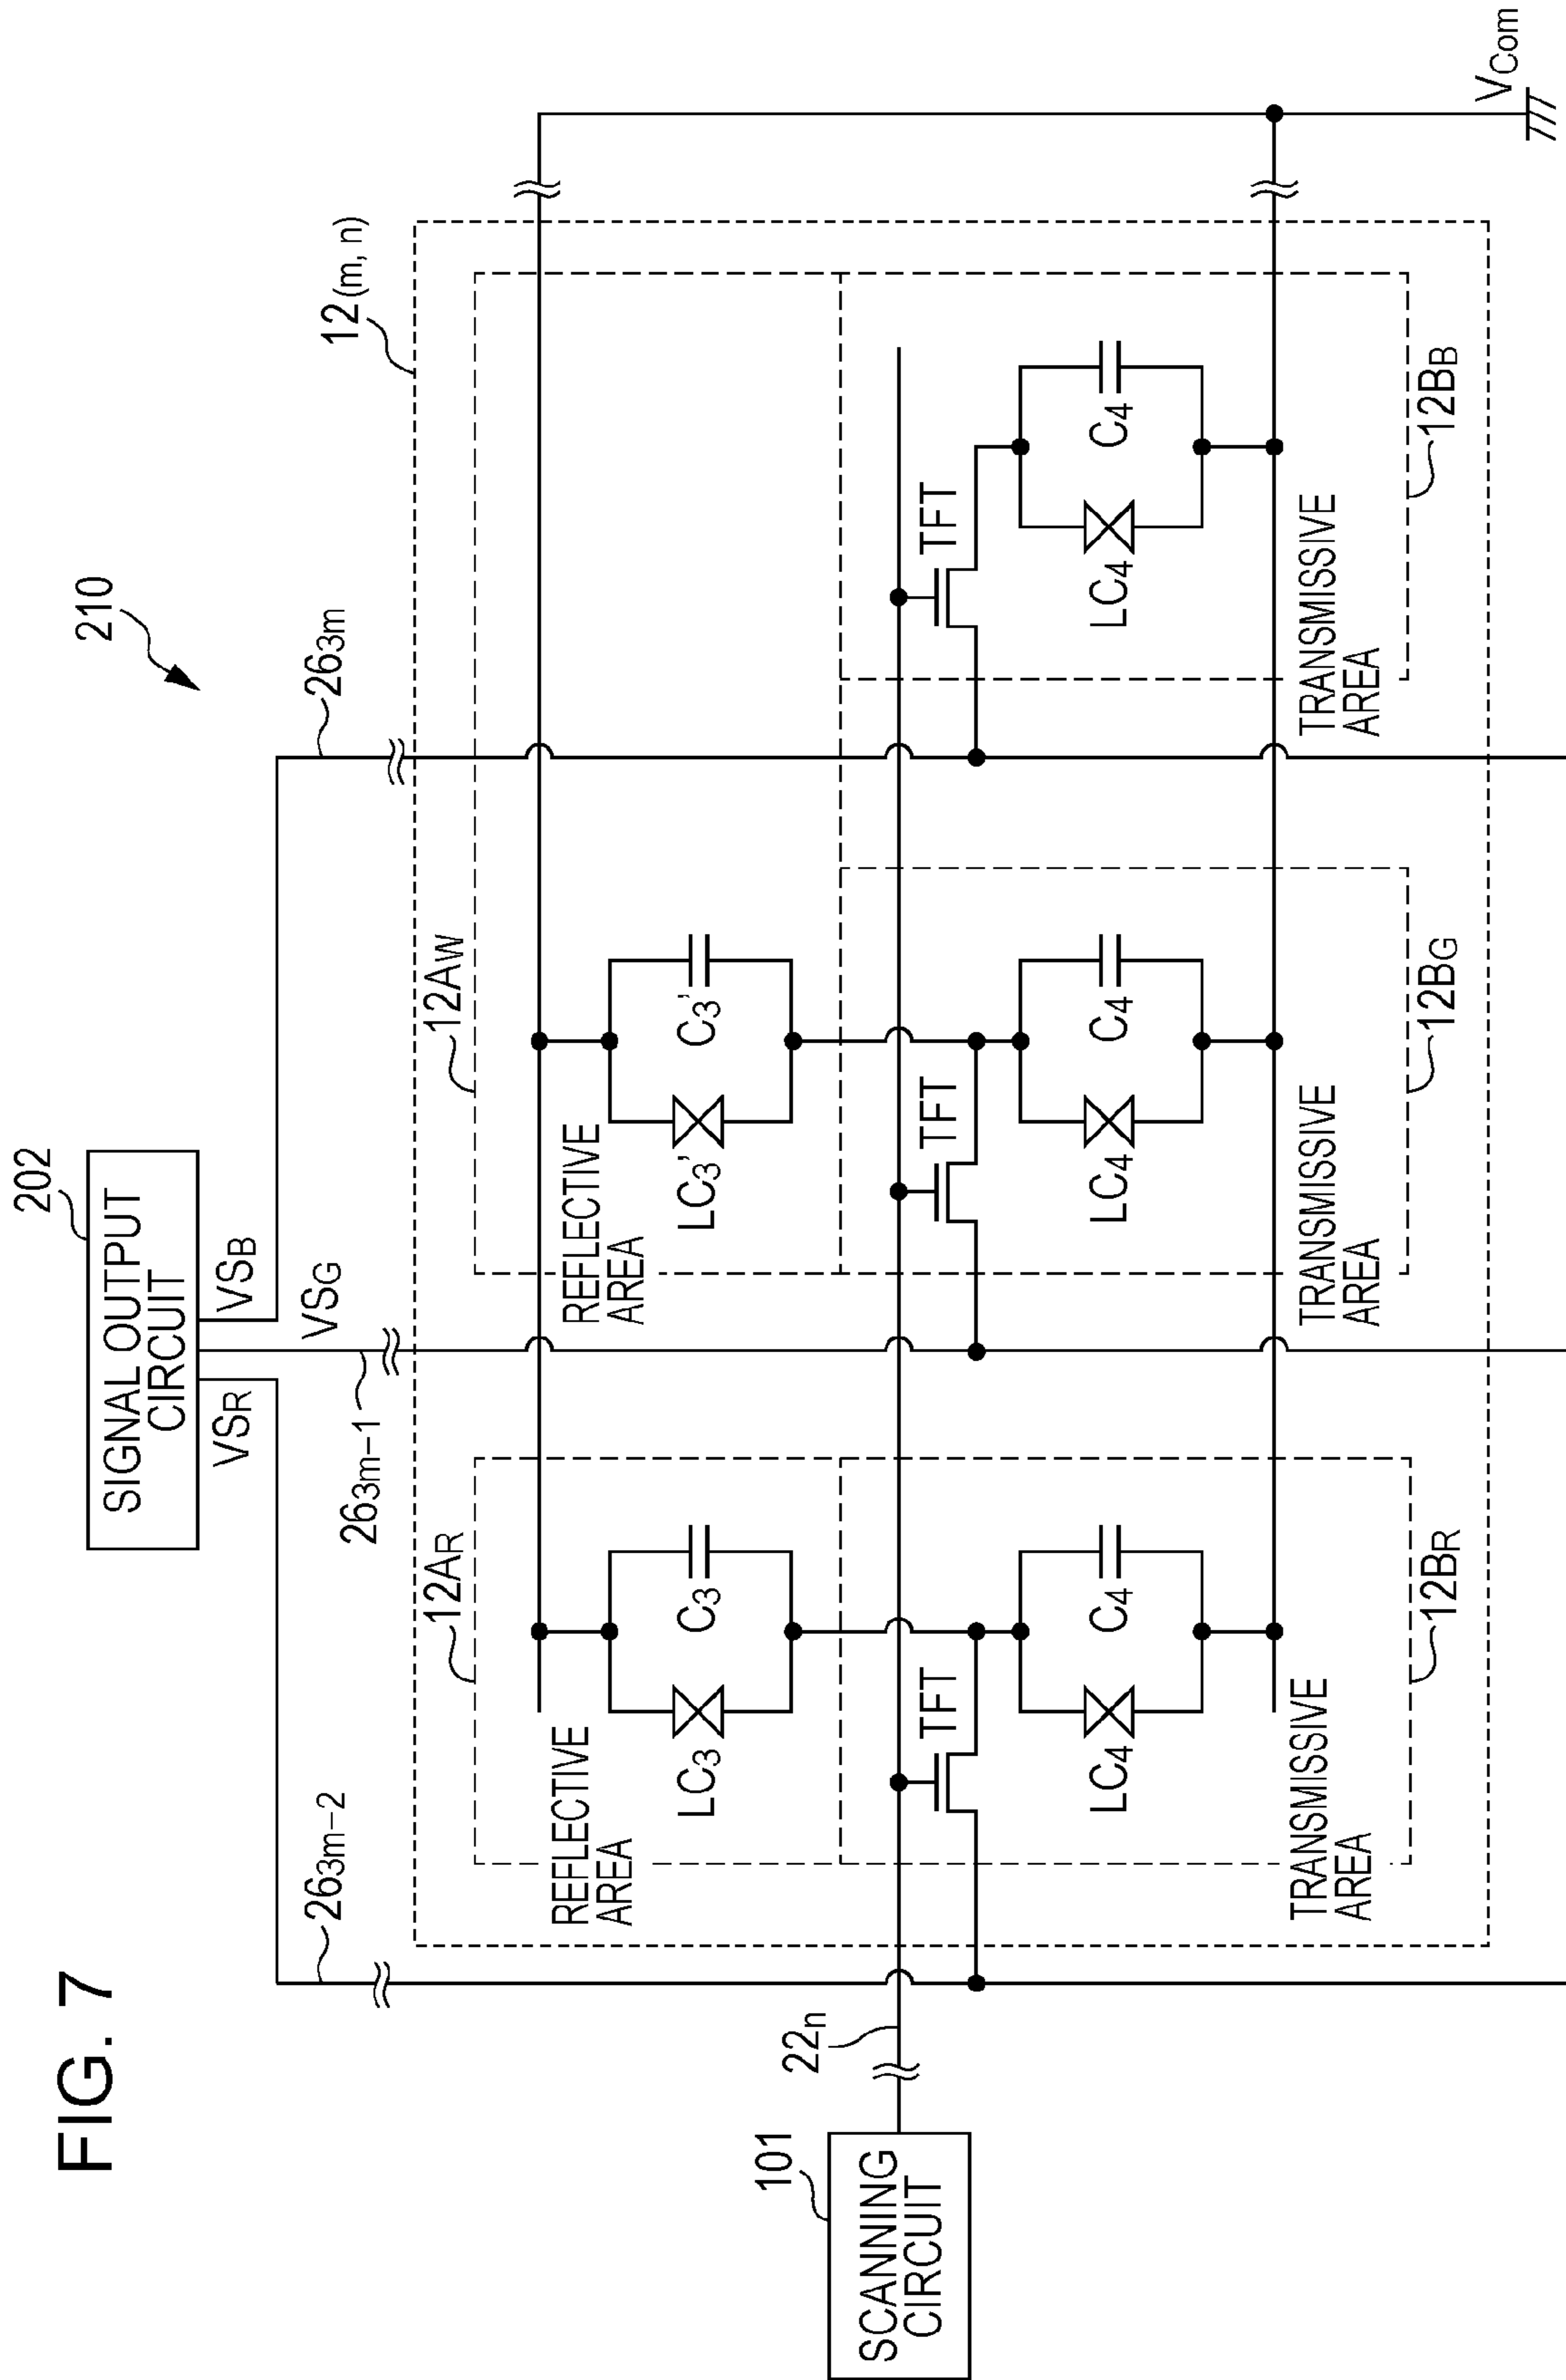 FIG. 7
210
202
SIGNAL OUTPUT
CIRCUIT
VSR
VSG
VSB
263m−2
263m−1
263m
12(m, n)
12AR
12AW
REFLECTIVE
AREA
LC3
C3
REFLECTIVE
AREA
LC3'
C3'
101
SCANNING
CIRCUIT
22n
TFT
TFT
TFT
LC4
C4
LC4
C4
LC4
C4
TRANSMISSIVE
AREA
TRANSMISSIVE
AREA
TRANSMISSIVE
AREA
12BR
12BG
12BB
VCom